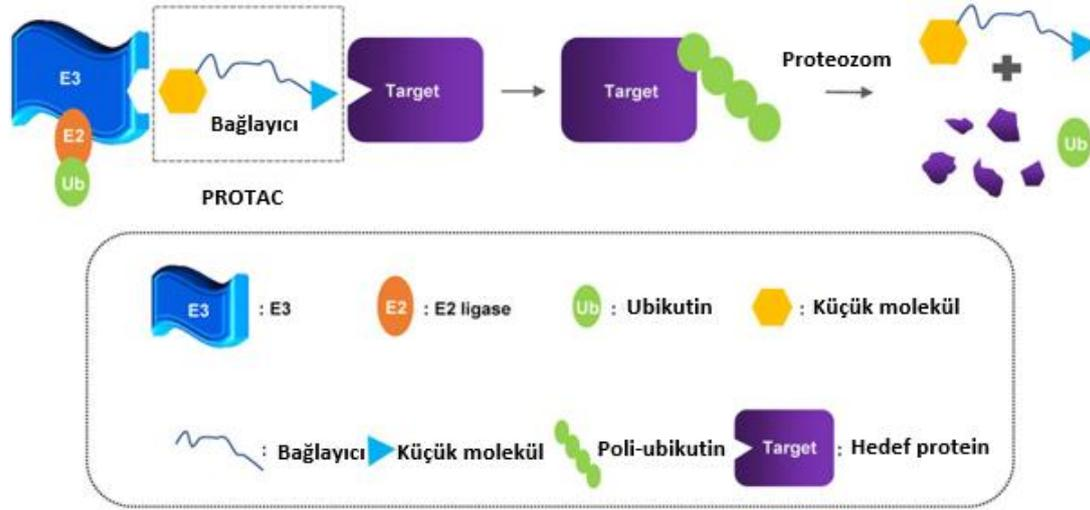 E3
E2
Ub
Bağlayıcı
PROTAC
Target
Target
Proteozom
Ub
E3 : E3
E2 : E2 ligase
Ub : Ubikutin
: Küçük molekül
: Bağlayıcı
Küçük molekül
Poli-ubikutin
Target : Hedef protein